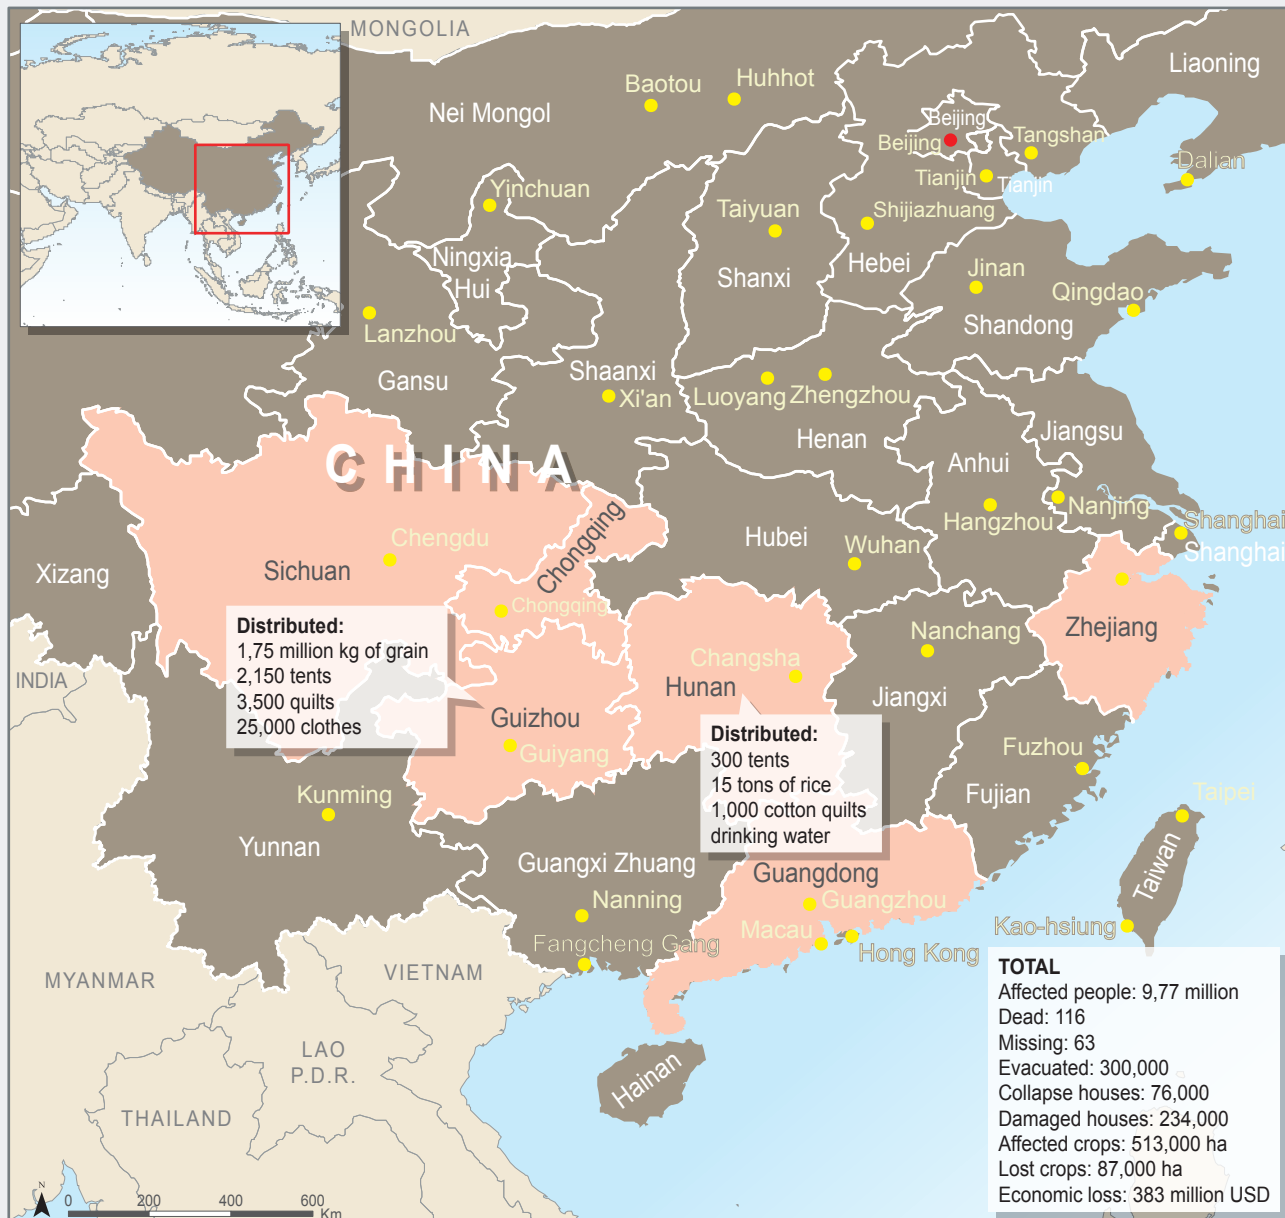 MONGOLIA
Liaoning
Baotou
Huhhot
Nei Mongol
Beijing
Beijing
Tangshan
Dalian
Tianjin
Tianjin
Yinchuan
Taiyuan
Shijiazhuang
Ningxia
Hui
Shanxi
Hebei
Jinan
Qingdao
Shandong
Lanzhou
Gansu
Shaanxi
Xi'an
Luoyang
Zhengzhou
Henan
Jiangsu
Anhui
CHINA
Nanjing
Hangzhou
Shanghai
Shanghai
Hubei
Wuhan
Chengdu
Sichuan
Chongqing
Chongqing
Xizang
Zhejiang
Nanchang
Jiangxi
Changsha
Hunan
INDIA
Distributed:
1,75 million kg of grain
2,150 tents
3,500 quilts
25,000 clothes
Guizhou
Guiyang
Distributed:
300 tents
15 tons of rice
1,000 cotton quilts
drinking water
Fuzhou
Fujian
Taipei
Taiwan
Kunming
Yunnan
Guangxi Zhuang
Nanning
Fangcheng Gang
Guangdong
Guangzhou
Macau
Hong Kong
Kao-hsiung
MYANMAR
VIETNAM
LAO
P.D.R.
THAILAND
Hainan
TOTAL
Affected people: 9,77 million
Dead: 116
Missing: 63
Evacuated: 300,000
Collapse houses: 76,000
Damaged houses: 234,000
Affected crops: 513,000 ha
Lost crops: 87,000 ha
Economic loss: 383 million USD
N
0 200 400 600
Km